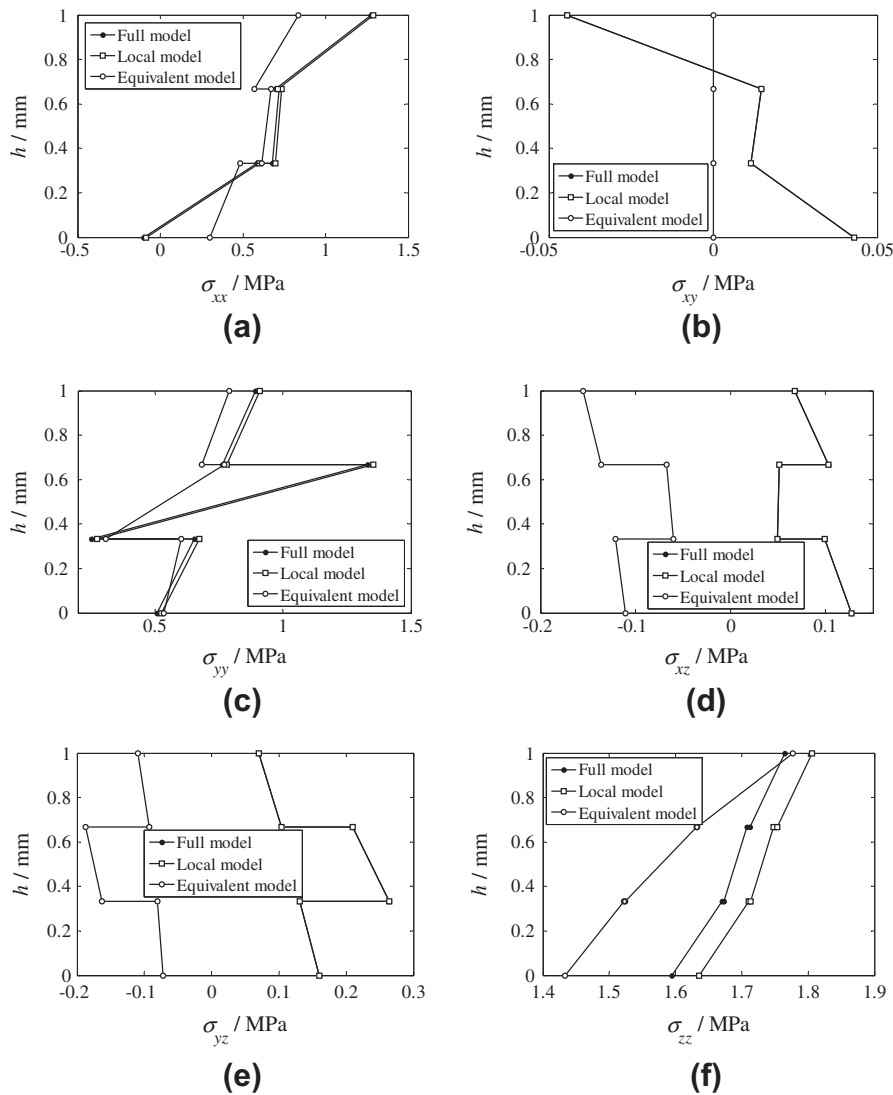 1
0.8
0.6
0.4
0.2
0
h / mm
Full model
Local model
Equivalent model
-0.5 0 0.5 1 1.5
σxx / MPa
(a)
1
0.8
0.6
0.4
0.2
0
h / mm
Full model
Local model
Equivalent model
-0.05 0 0.05
σxy / MPa
(b)
1
0.8
0.6
0.4
0.2
0
h / mm
Full model
Local model
Equivalent model
0.5 1 1.5
σyy / MPa
(c)
1
0.8
0.6
0.4
0.2
0
h / mm
Full model
Local model
Equivalent model
-0.2 -0.1 0 0.1
σxz / MPa
(d)
1
0.8
0.6
0.4
0.2
0
h / mm
Full model
Local model
Equivalent model
-0.2 -0.1 0 0.1 0.2 0.3
σyz / MPa
(e)
1
0.8
0.6
0.4
0.2
0
h / mm
Full model
Local model
Equivalent model
1.4 1.5 1.6 1.7 1.8 1.9
σzz / MPa
(f)